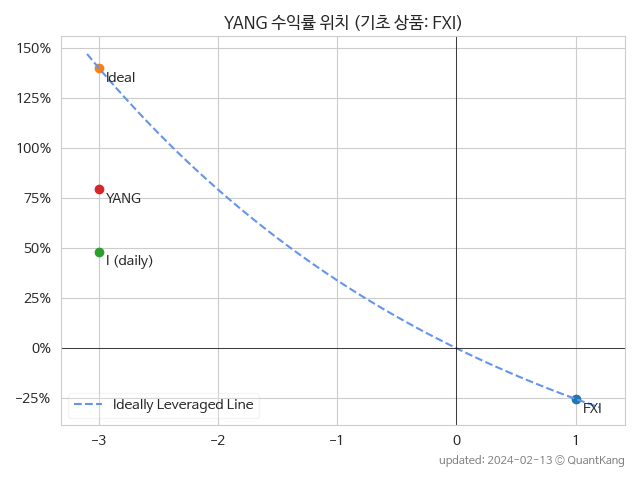 YANG 수익률 위치 (기초 상품: FXI)
150%
125%
100%
75%
50%
25%
0%
−25%
Ideal
YANG
I (daily)
FXI
Ideally Leveraged Line
−3
−2
−1
0
1
updated: 2024-02-13 © QuantKang